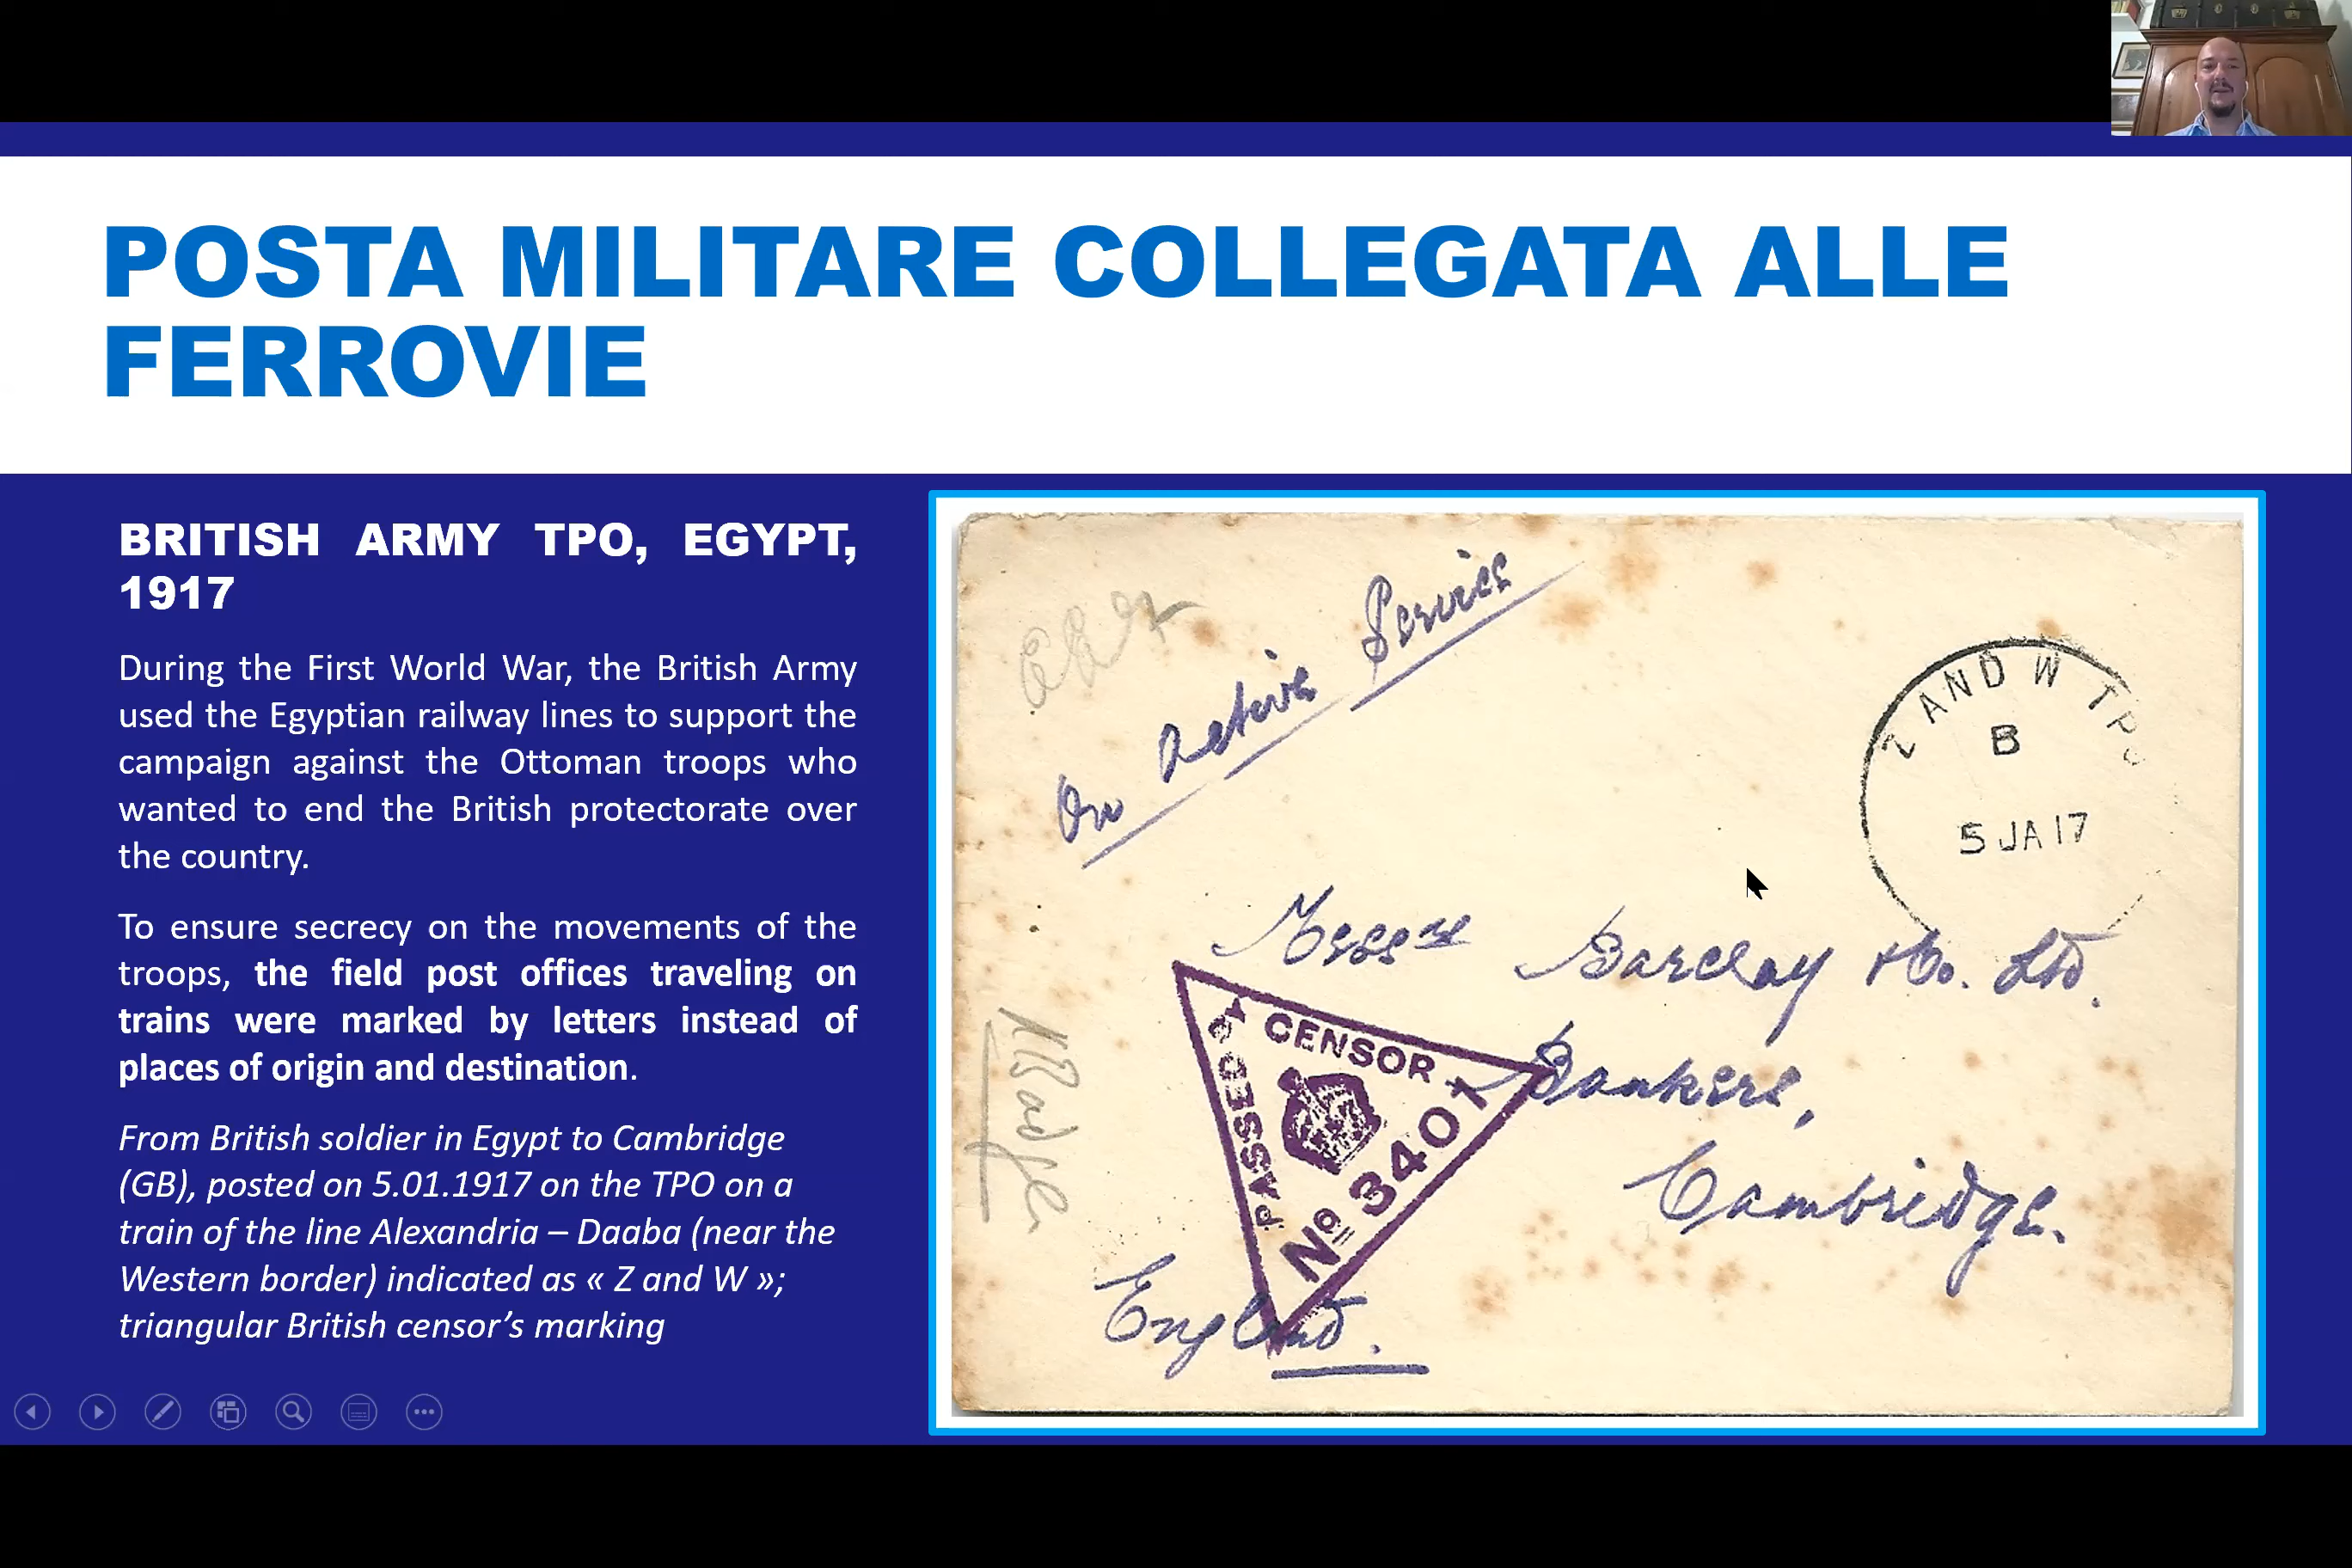 POSTA MILITARE COLLEGATA ALLE
FERROVIE
BRITISH ARMY TPO, EGYPT,
1917
During the First World War, the British Army
used the Egyptian railway lines to support the
campaign against the Ottoman troops who
wanted to end the British protectorate over
the country.
To ensure secrecy on the movements of the
troops, the field post offices traveling on
trains were marked by letters instead of
places of origin and destination.
From British soldier in Egypt to Cambridge
(GB), posted on 5.01.1917 on the TPO on a
train of the line Alexandria – Daaba (near the
Western border) indicated as « Z and W »;
triangular British censor’s marking
On Active Service
Z AND W TPO
B
5 JA 17
Messrs Barclay & Co. Ltd.
Bankers,
Cambridge.
England.
PASSED BY CENSOR
No 3401